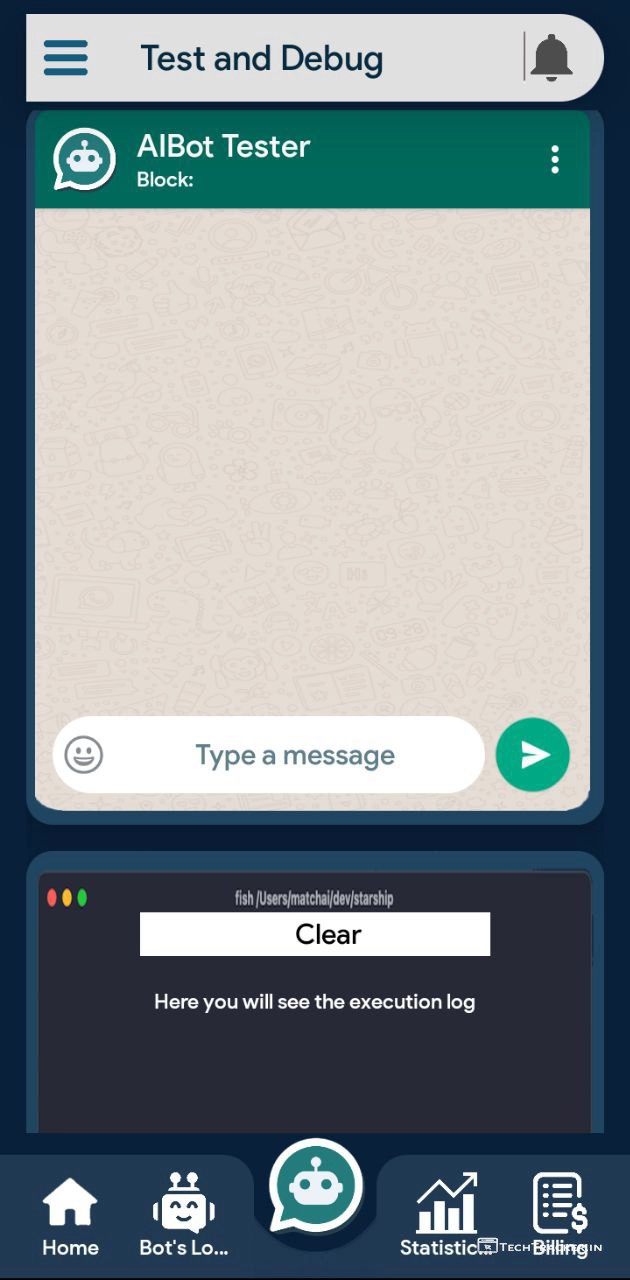 Test and Debug
AIBot Tester
Block:
Type a message
fish /Users/matchai/dev/starship
Clear
Here you will see the execution log
Home
Bot's Lo...
Statistic...
Billing